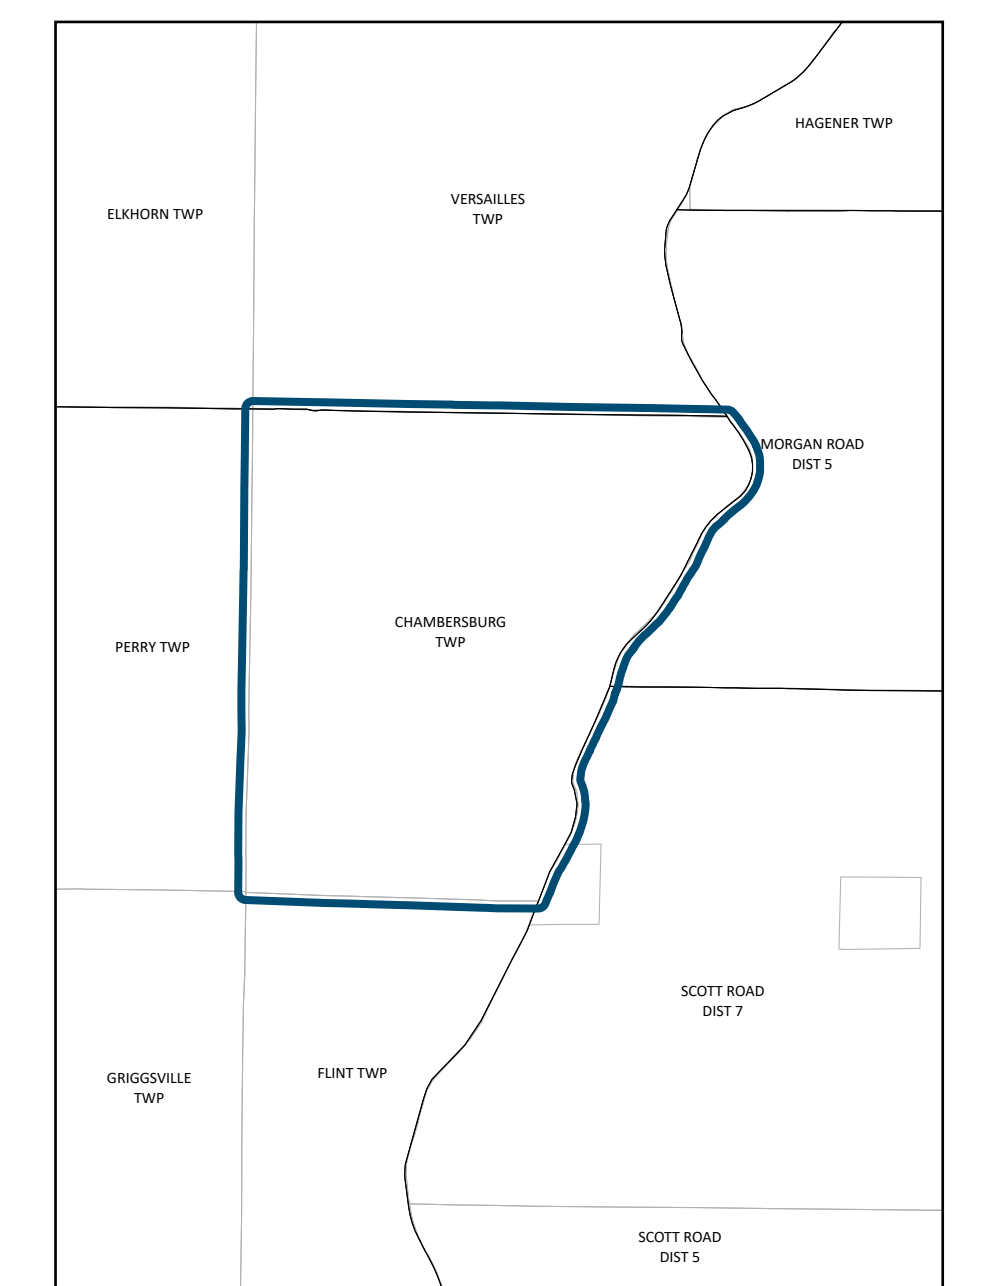 HAGENER TWP
ELKHORN TWP
VERSAILLES
TWP
MORGAN ROAD
DIST 5
CHAMBERSBURG
TWP
PERRY TWP
SCOTT ROAD
DIST 7
GRIGGSVILLE
TWP
FLINT TWP
SCOTT ROAD
DIST 5